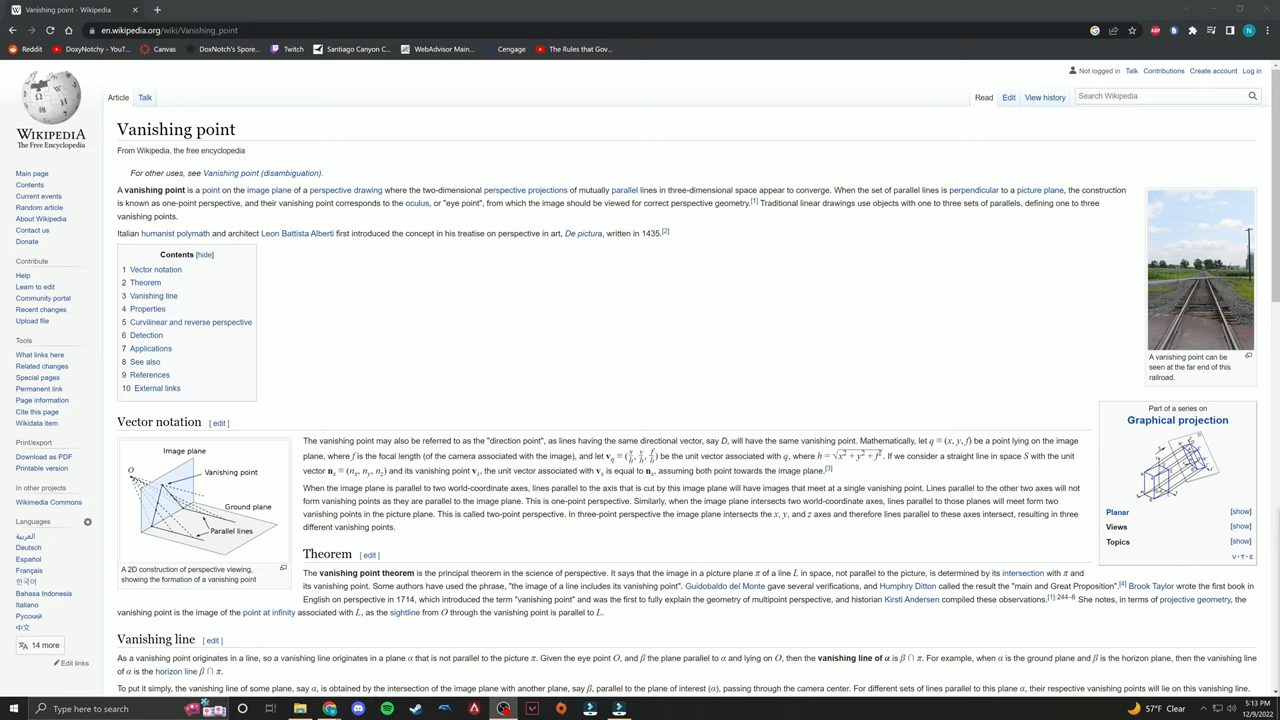 Vanishing point - Wikipedia
en.wikipedia.org/wiki/Vanishing_point
Reddit DoxyNotchy - YouT... Canvas DoxNotch's Spore... Twitch Santiago Canyon C... WebAdvisor Main... Cengage The Rules that Gov...
Not logged in Talk Contributions Create account Log in
Article Talk Read Edit View history Search Wikipedia
WIKIPEDIA
The Free Encyclopedia
Main page
Contents
Current events
Random article
About Wikipedia
Contact us
Donate
Contribute
Help
Learn to edit
Community portal
Recent changes
Upload file
Tools
What links here
Related changes
Special pages
Permanent link
Page information
Cite this page
Wikidata item
Print/export
Download as PDF
Printable version
In other projects
Wikimedia Commons
Languages
العربية
Deutsch
Español
Français
한국어
Bahasa Indonesia
Italiano
Русский
中文
14 more
Edit links
Vanishing point
From Wikipedia, the free encyclopedia
For other uses, see Vanishing point (disambiguation).
A vanishing point is a point on the image plane of a perspective drawing where the two-dimensional perspective projections of mutually parallel lines in three-dimensional space appear to converge. When the set of parallel lines is perpendicular to a picture plane, the construction
is known as one-point perspective, and their vanishing point corresponds to the oculus, or "eye point", from which the image should be viewed for correct perspective geometry.[1] Traditional linear drawings use objects with one to three sets of parallels, defining one to three
vanishing points.
Italian humanist polymath and architect Leon Battista Alberti first introduced the concept in his treatise on perspective in art, De pictura, written in 1435.[2]
Contents [hide]
1 Vector notation
2 Theorem
3 Vanishing line
4 Properties
5 Curvilinear and reverse perspective
6 Detection
7 Applications
8 See also
9 References
10 External links
A vanishing point can be
seen at the far end of this
railroad.
Part of a series on
Graphical projection
Planar [show]
Views [show]
Topics [show]
V • T • E
Vector notation [ edit ]
Image plane
O
Vanishing point
Ground plane
Parallel lines
A 2D construction of perspective viewing,
showing the formation of a vanishing point
The vanishing point may also be referred to as the "direction point", as lines having the same directional vector, say D, will have the same vanishing point. Mathematically, let q ≡ (x, y, f) be a point lying on the image
plane, where f is the focal length (of the camera associated with the image), and let vq ≡ (x/h, y/h, f/h) be the unit vector associated with q, where h = √x² + y² + f². If we consider a straight line in space S with the unit
vector ns ≡ (nx, ny, nz) and its vanishing point vs, the unit vector associated with vs is equal to ns, assuming both point towards the image plane.[3]
When the image plane is parallel to two world-coordinate axes, lines parallel to the axis that is cut by this image plane will have images that meet at a single vanishing point. Lines parallel to the other two axes will not
form vanishing points as they are parallel to the image plane. This is one-point perspective. Similarly, when the image plane intersects two world-coordinate axes, lines parallel to those planes will meet form two
vanishing points in the picture plane. This is called two-point perspective. In three-point perspective the image plane intersects the x, y, and z axes and therefore lines parallel to these axes intersect, resulting in three
different vanishing points.
Theorem [ edit ]
The vanishing point theorem is the principal theorem in the science of perspective. It says that the image in a picture plane π of a line L in space, not parallel to the picture, is determined by its intersection with π and
its vanishing point. Some authors have used the phrase, "the image of a line includes its vanishing point". Guidobaldo del Monte gave several verifications, and Humphry Ditton called the result the "main and Great Proposition".[4] Brook Taylor wrote the first book in
English on perspective in 1714, which introduced the term "vanishing point" and was the first to fully explain the geometry of multipoint perspective, and historian Kirsti Andersen compiled these observations.[1]:244–6 She notes, in terms of projective geometry, the
vanishing point is the image of the point at infinity associated with L, as the sightline from O through the vanishing point is parallel to L.
Vanishing line [ edit ]
As a vanishing point originates in a line, so a vanishing line originates in a plane α that is not parallel to the picture π. Given the eye point O, and β the plane parallel to α and lying on O, then the vanishing line of α is β ∩ π. For example, when α is the ground plane and β is the horizon plane, then the vanishing line
of α is the horizon line β ∩ π.
To put it simply, the vanishing line of some plane, say α, is obtained by the intersection of the image plane with another plane, say β, parallel to the plane of interest (α), passing through the camera center. For different sets of lines parallel to this plane α, their respective vanishing points will lie on this vanishing line.
Type here to search
57°F Clear
5:13 PM
12/9/2022